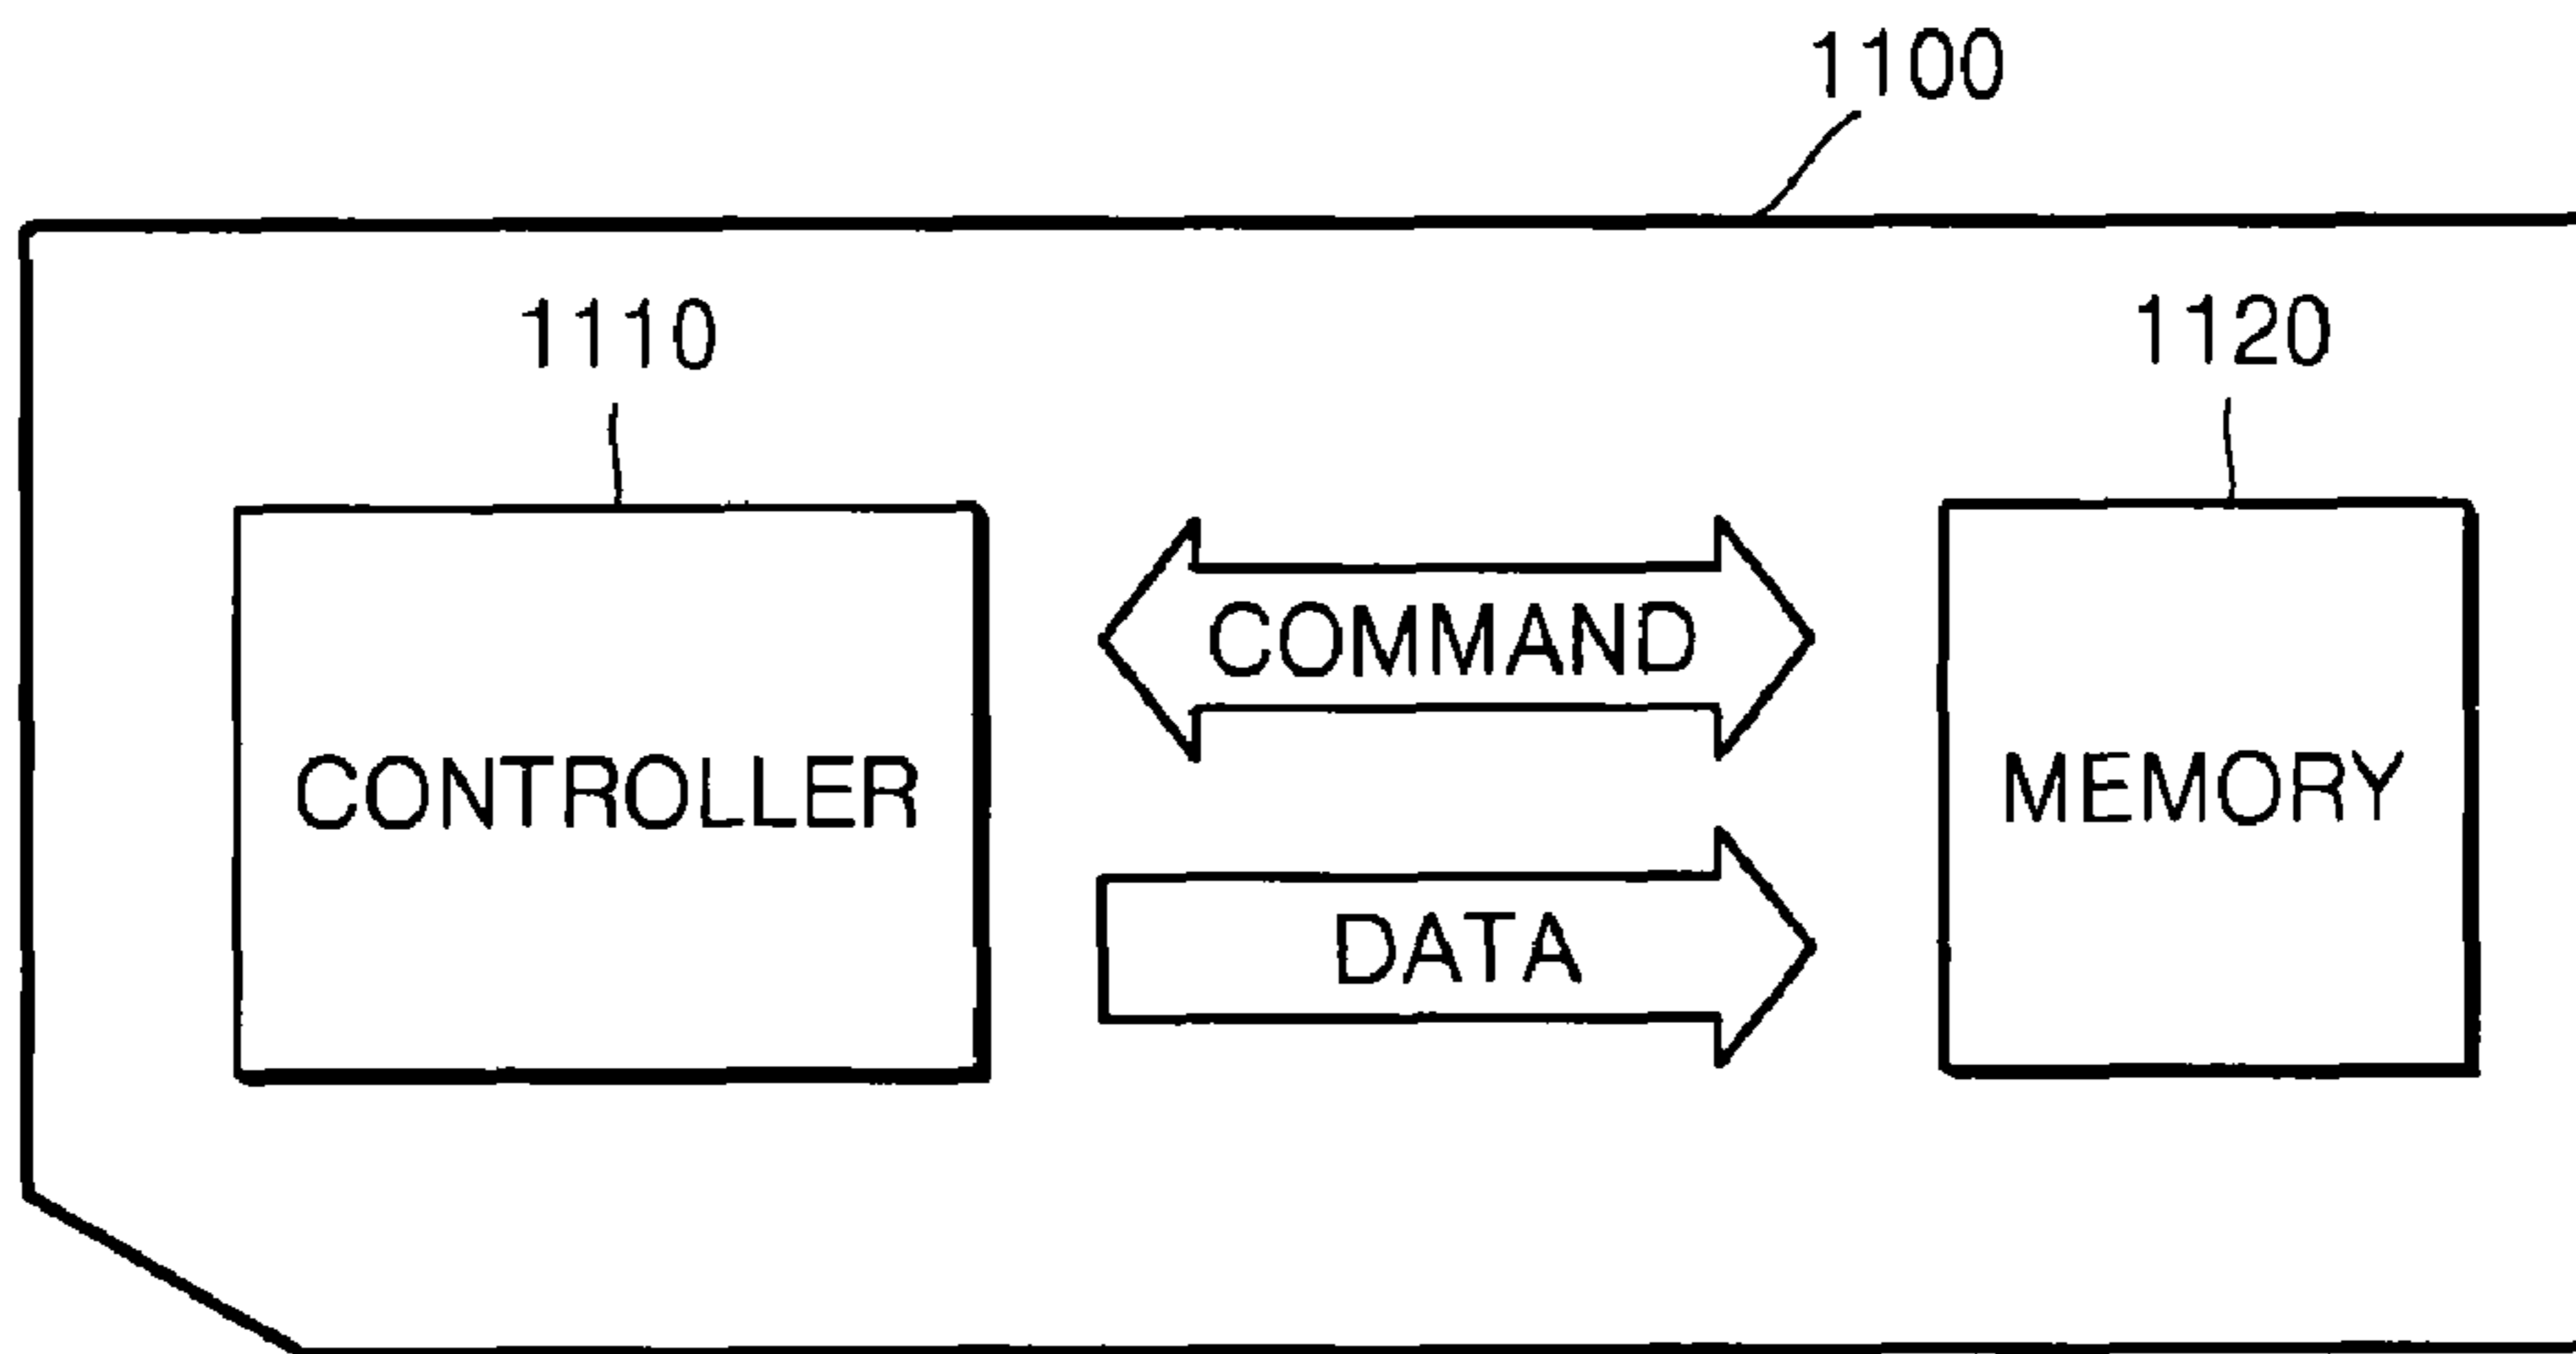 1100
1110
1120
COMMAND
CONTROLLER
MEMORY
DATA